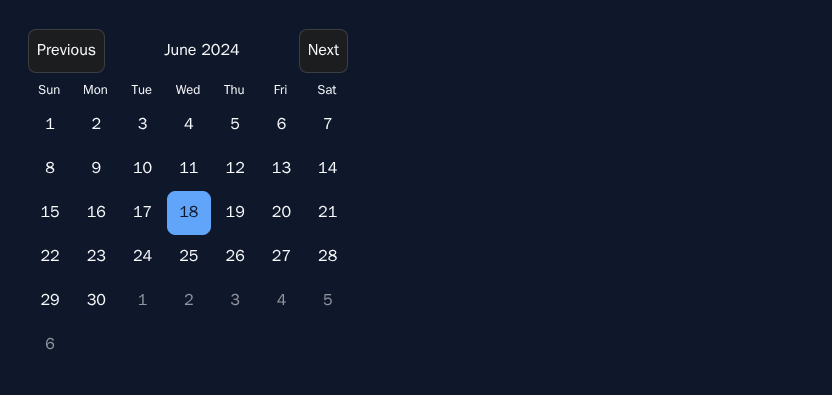 Previous June 2024 Next
Sun Mon Tue Wed Thu Fri Sat
1 2 3 4 5 6 7
8 9 10 11 12 13 14
15 16 17 18 19 20 21
22 23 24 25 26 27 28
29 30 1 2 3 4 5
6